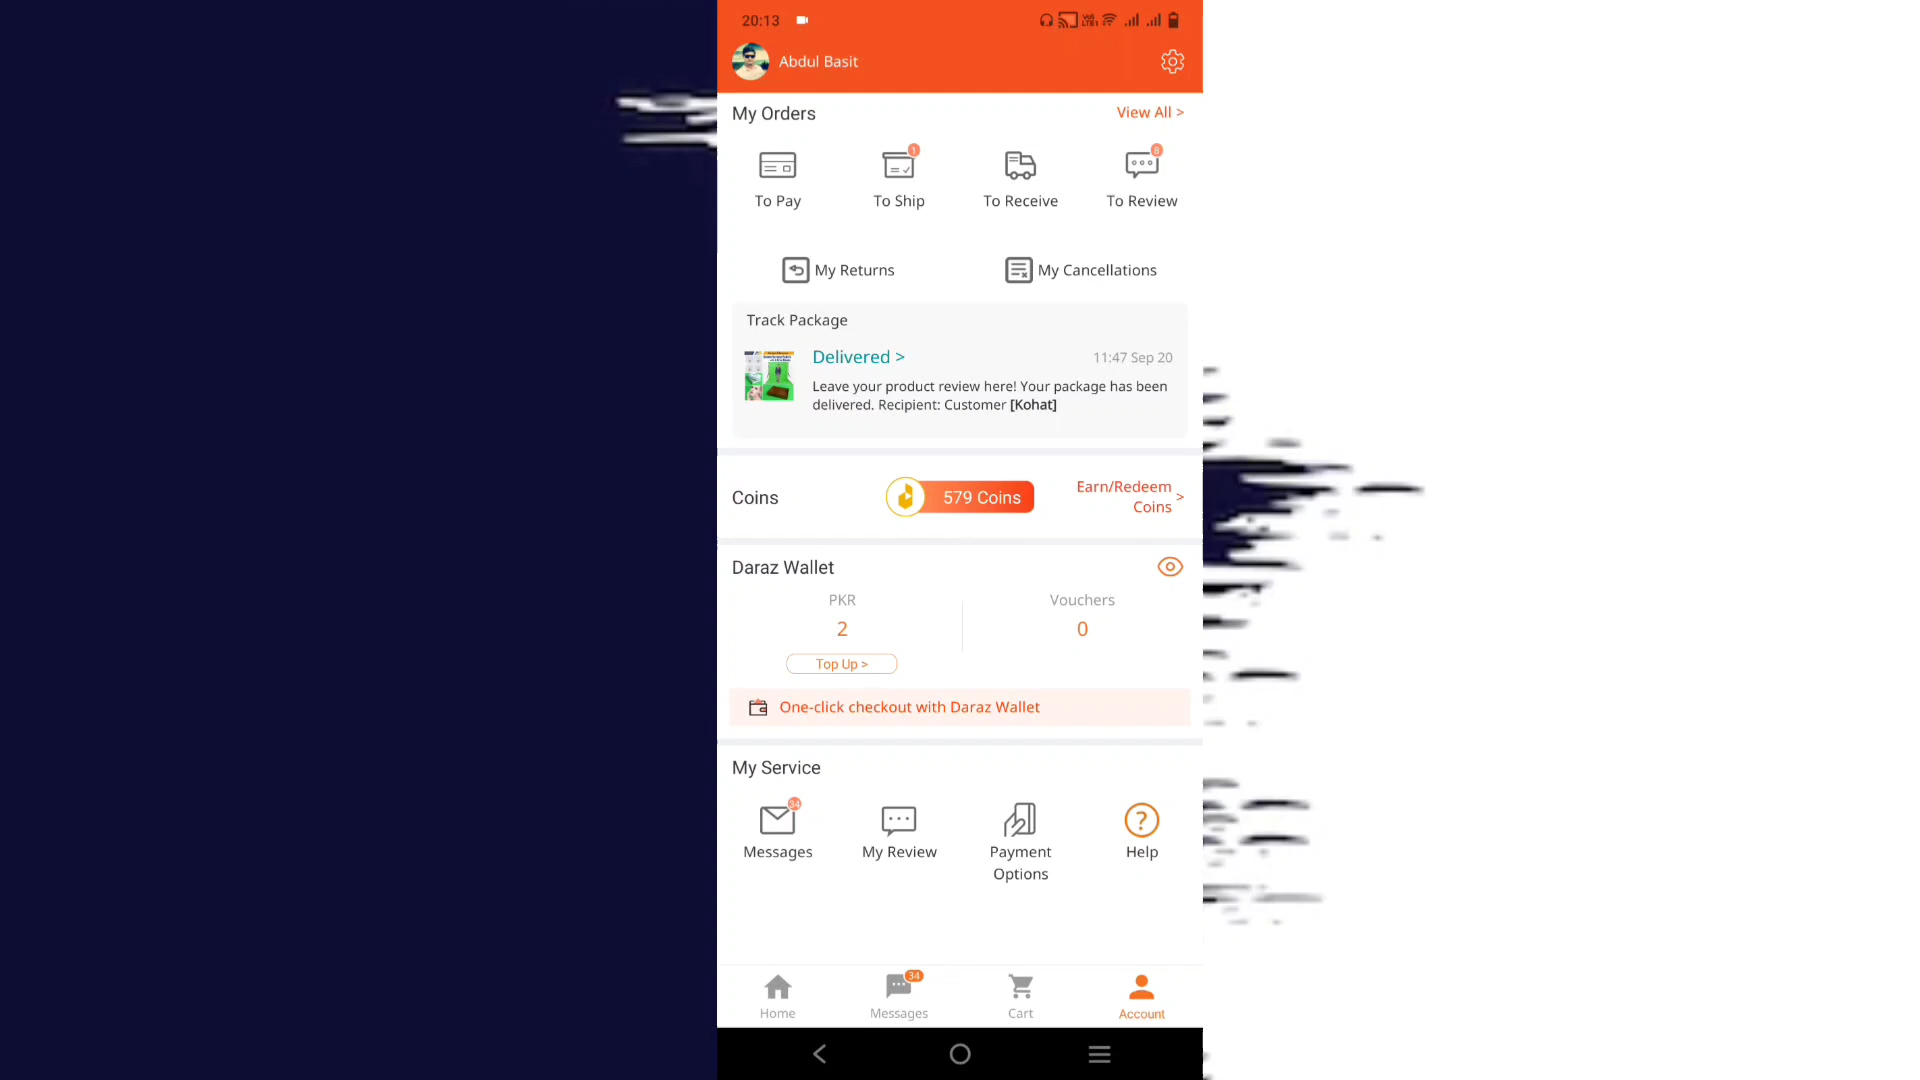 20:13
Abdul Basit
My Orders
View All >
1
8
To Pay
To Ship
To Receive
To Review
My Returns
My Cancellations
Track Package
Delivered >
11:47 Sep 20
Leave your product review here! Your package has been
delivered. Recipient: Customer [Kohat]
Coins
579 Coins
Earn/Redeem
Coins >
Daraz Wallet
PKR
Vouchers
2
0
Top Up >
One-click checkout with Daraz Wallet
My Service
34
?
Messages
My Review
Payment
Options
Help
34
Home
Messages
Cart
Account